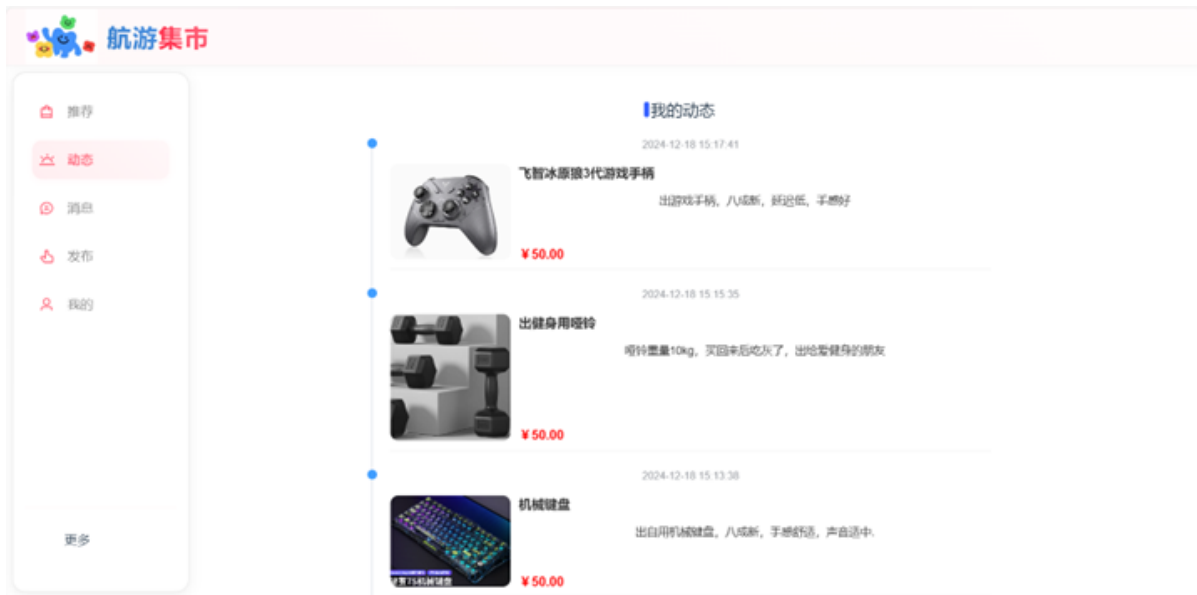 航游集市
推荐
动态
消息
发布
我的
更多
我的动态
2024-12-18 15:17:41
飞智冰原狼3代游戏手柄
出游戏手柄，八成新，延迟低，手感好
￥50.00
2024-12-18 15:15:35
出健身用哑铃
哑铃重量10kg，买回来后吃灰了，出给爱健身的朋友
￥50.00
2024-12-18 15:13:38
机械键盘
出自用机械键盘，八成新，手感舒适，声音适中.
￥50.00